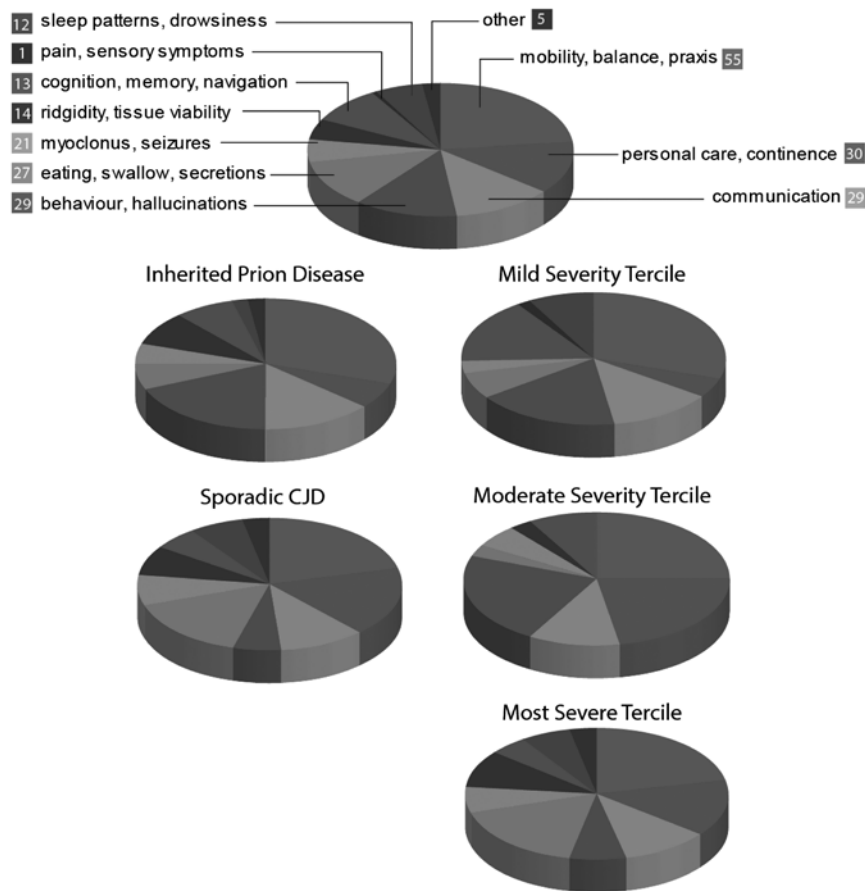 12 sleep patterns, drowsiness
other 5
1 pain, sensory symptoms
mobility, balance, praxis 55
13 cognition, memory, navigation
14 ridgidity, tissue viability
21 myoclonus, seizures
personal care, continence 30
27 eating, swallow, secretions
communication 29
29 behaviour, hallucinations
Inherited Prion Disease
Mild Severity Tercile
Sporadic CJD
Moderate Severity Tercile
Most Severe Tercile